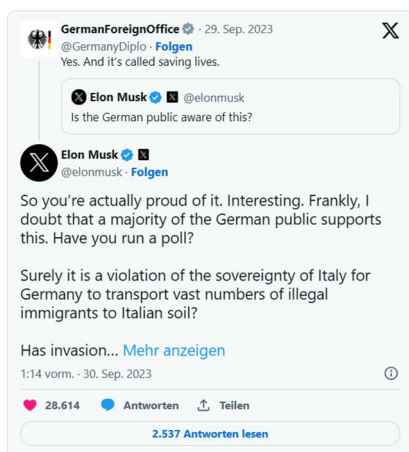 GermanForeignOffice · 29. Sep. 2023
@GermanyDiplo · Folgen
Yes. And it's called saving lives.
Elon Musk @elonmusk
Is the German public aware of this?
Elon Musk
@elonmusk · Folgen
So you're actually proud of it. Interesting. Frankly, I
doubt that a majority of the German public supports
this. Have you run a poll?
Surely it is a violation of the sovereignty of Italy for
Germany to transport vast numbers of illegal
immigrants to Italian soil?
Has invasion... Mehr anzeigen
1:14 vorm. · 30. Sep. 2023
28.614 Antworten Teilen
2.537 Antworten lesen